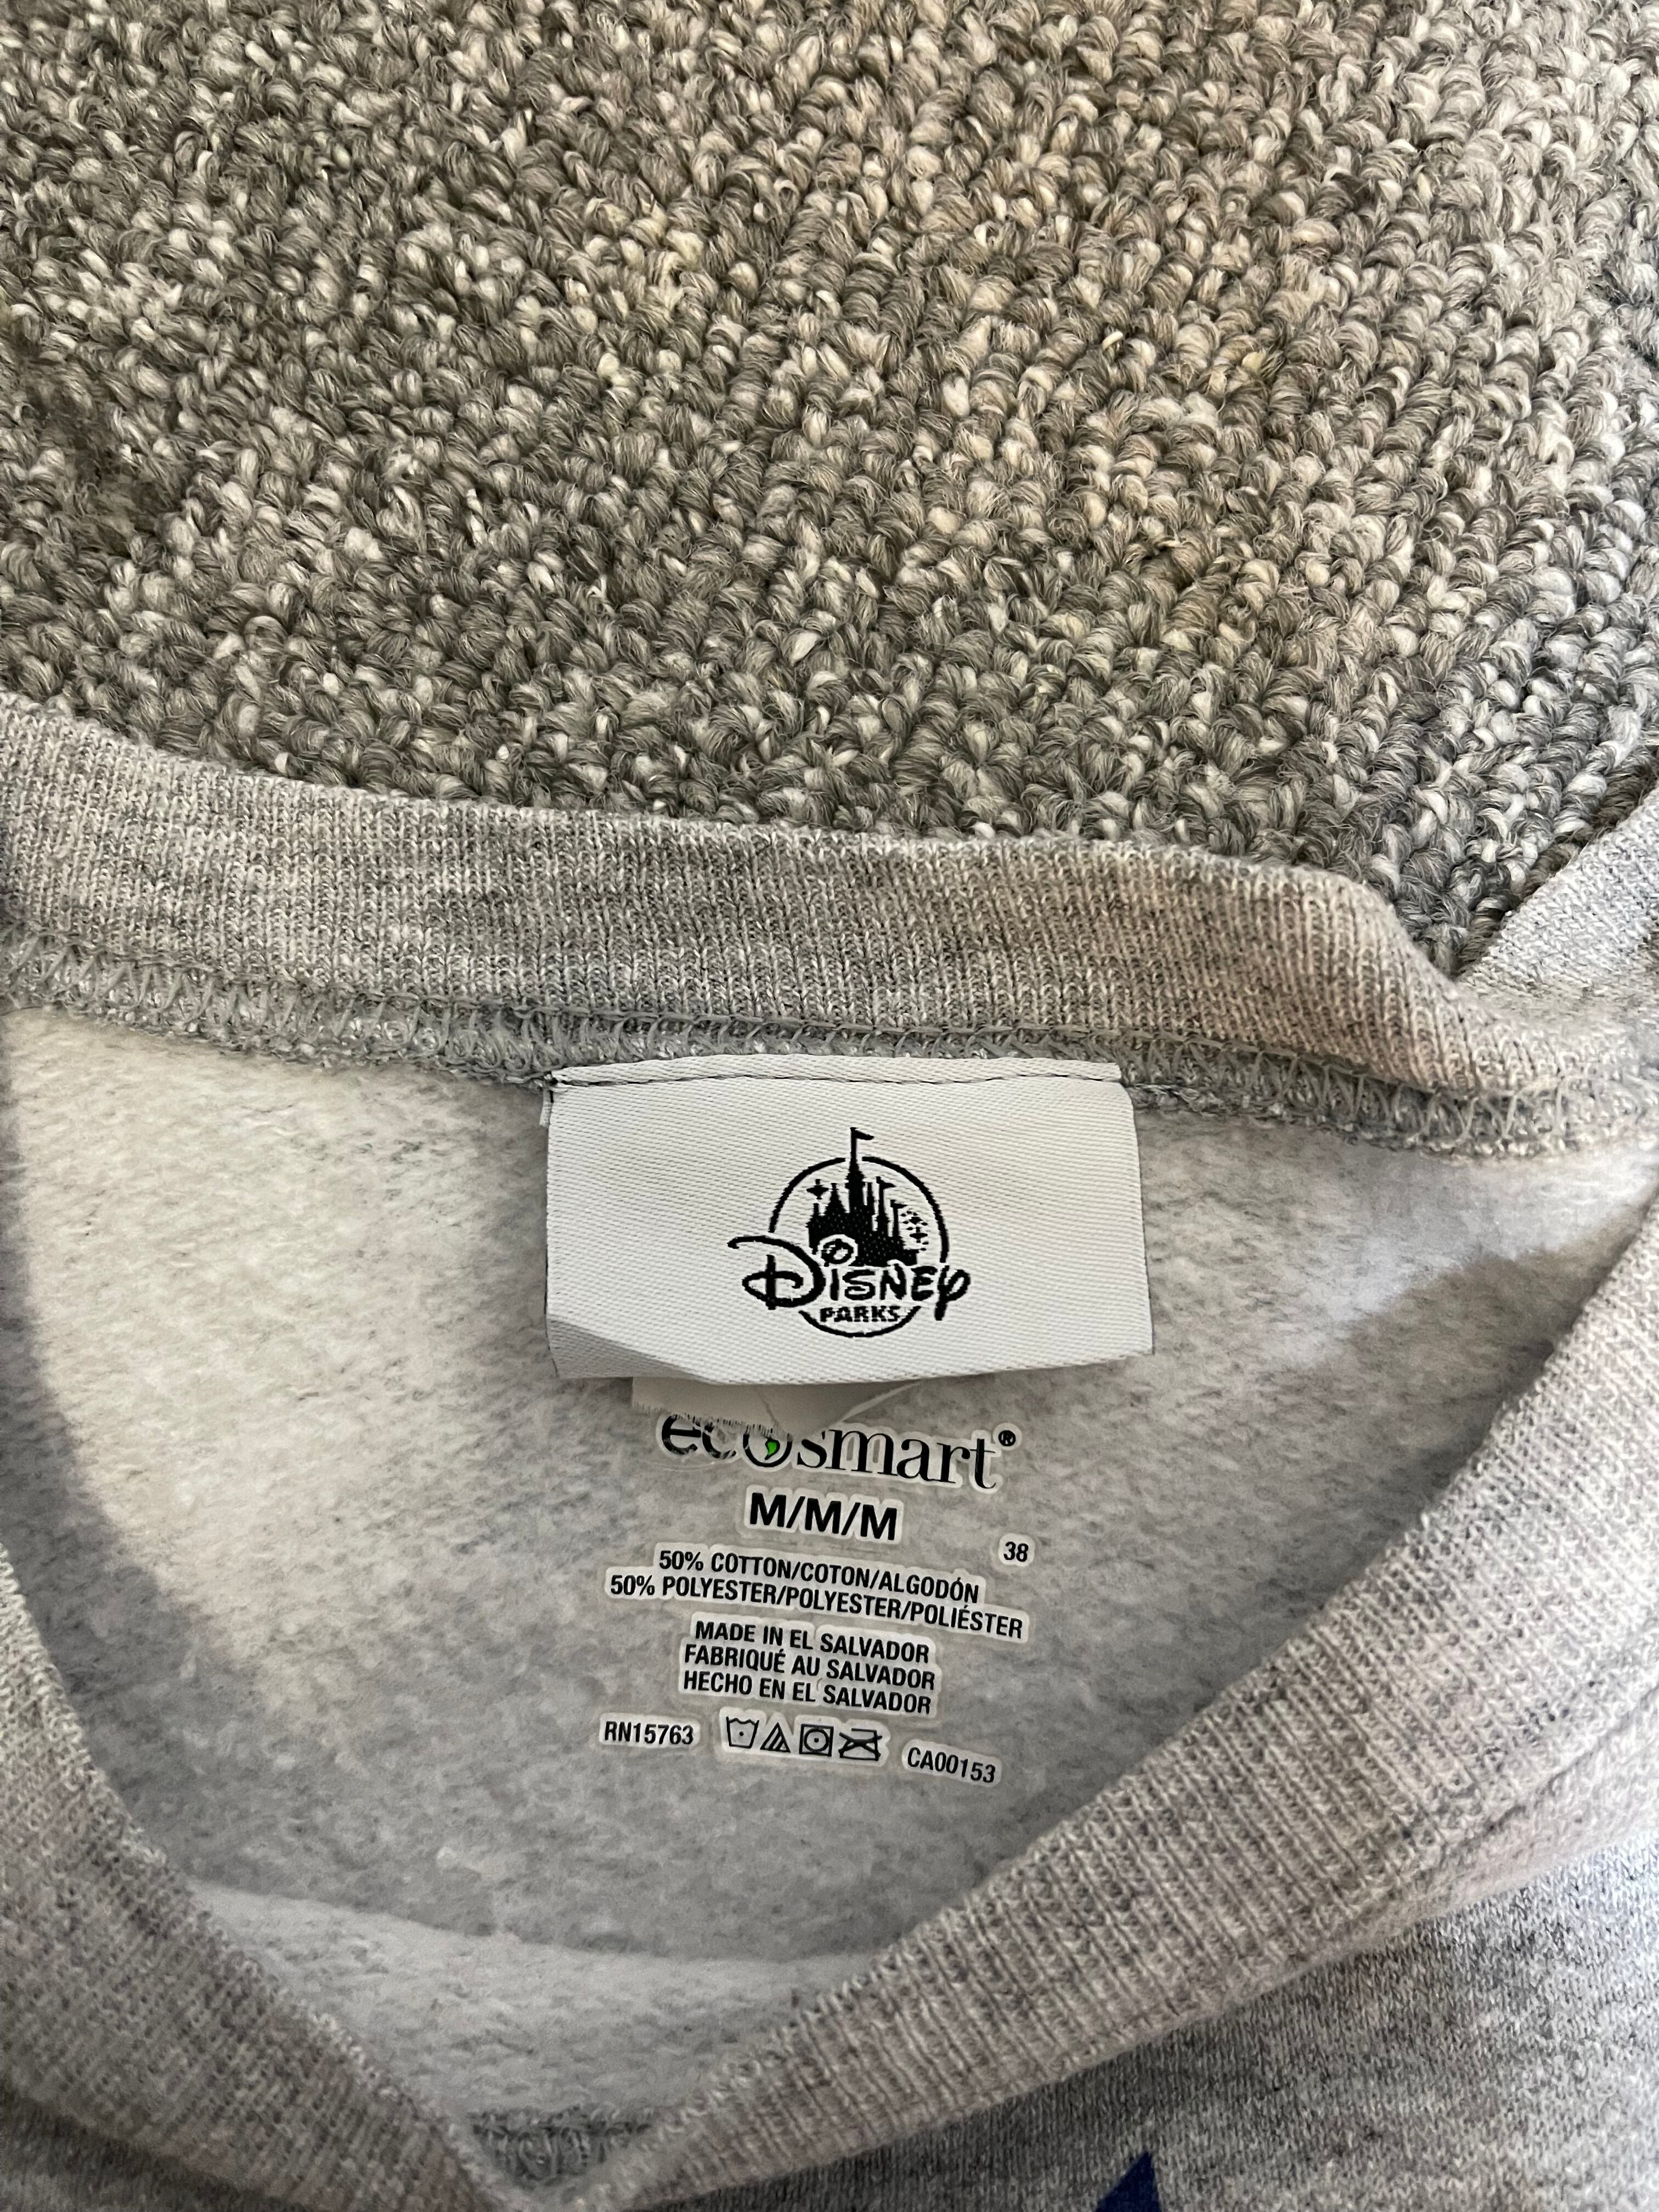 Disney
PARKS
ecosmart®
M/M/M
38
50% COTTON/COTON/ALGODÓN
50% POLYESTER/POLYESTER/POLIÉSTER
MADE IN EL SALVADOR
FABRIQUÉ AU SALVADOR
HECHO EN EL SALVADOR
RN15763 CA00153